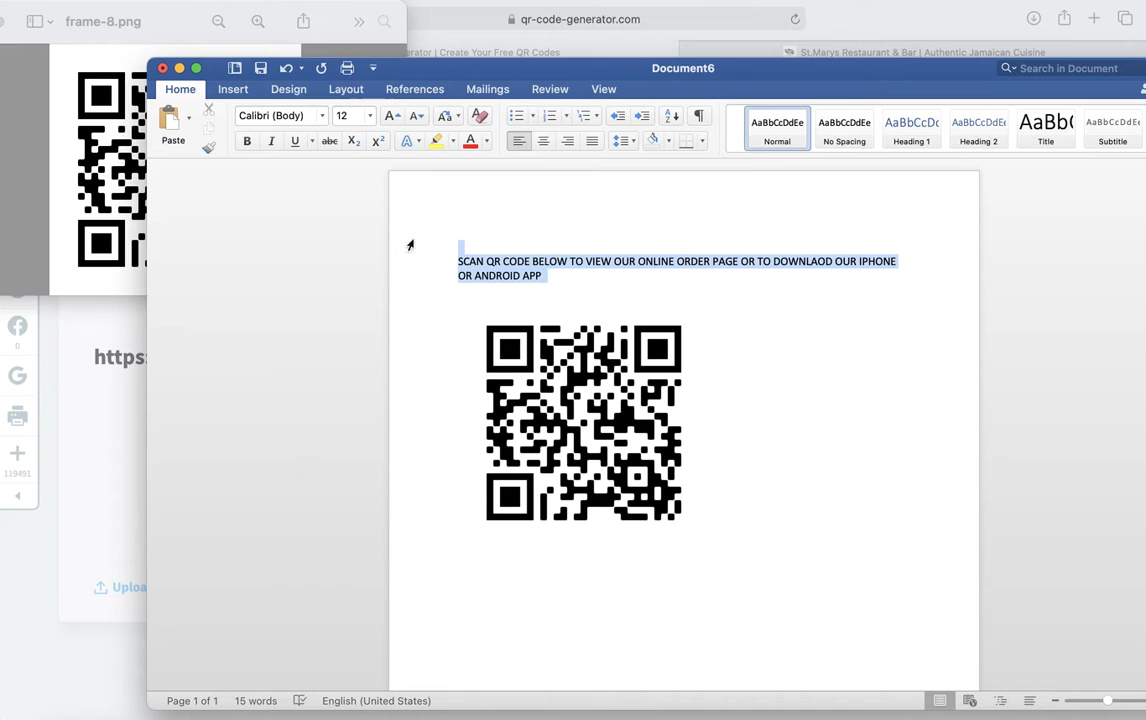 frame-8.png
qr-code-generator.com
erator | Create Your Free QR Codes
St.Marys Restaurant & Bar | Authentic Jamaican Cuisine
Document6
Search in Document
Home Insert Design Layout References Mailings Review View
Paste
Calibri (Body) 12
AaBbCcDdEe AaBbCcDdEe AaBbCcDc AaBbCcDdEe AaBbC AaBbCcDdEe
Normal No Spacing Heading 1 Heading 2 Title Subtitle
SCAN QR CODE BELOW TO VIEW OUR ONLINE ORDER PAGE OR TO DOWNLAOD OUR IPHONE
OR ANDROID APP
0
https:
119491
Uploa
Page 1 of 1 15 words English (United States)